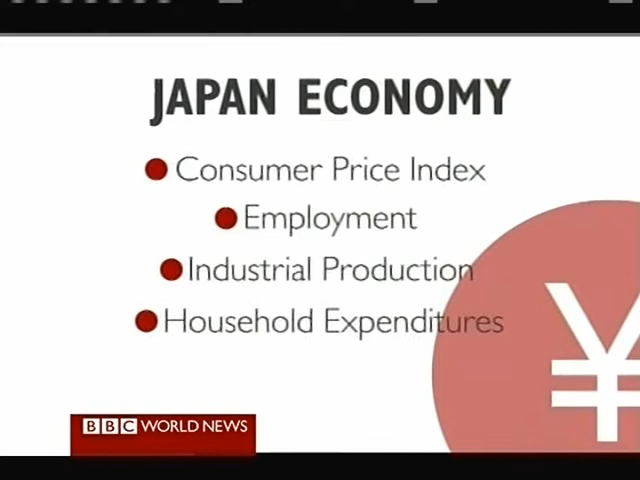 JAPAN ECONOMY
Consumer Price Index
Employment
Industrial Production
Household Expenditures
¥
BBC WORLD NEWS